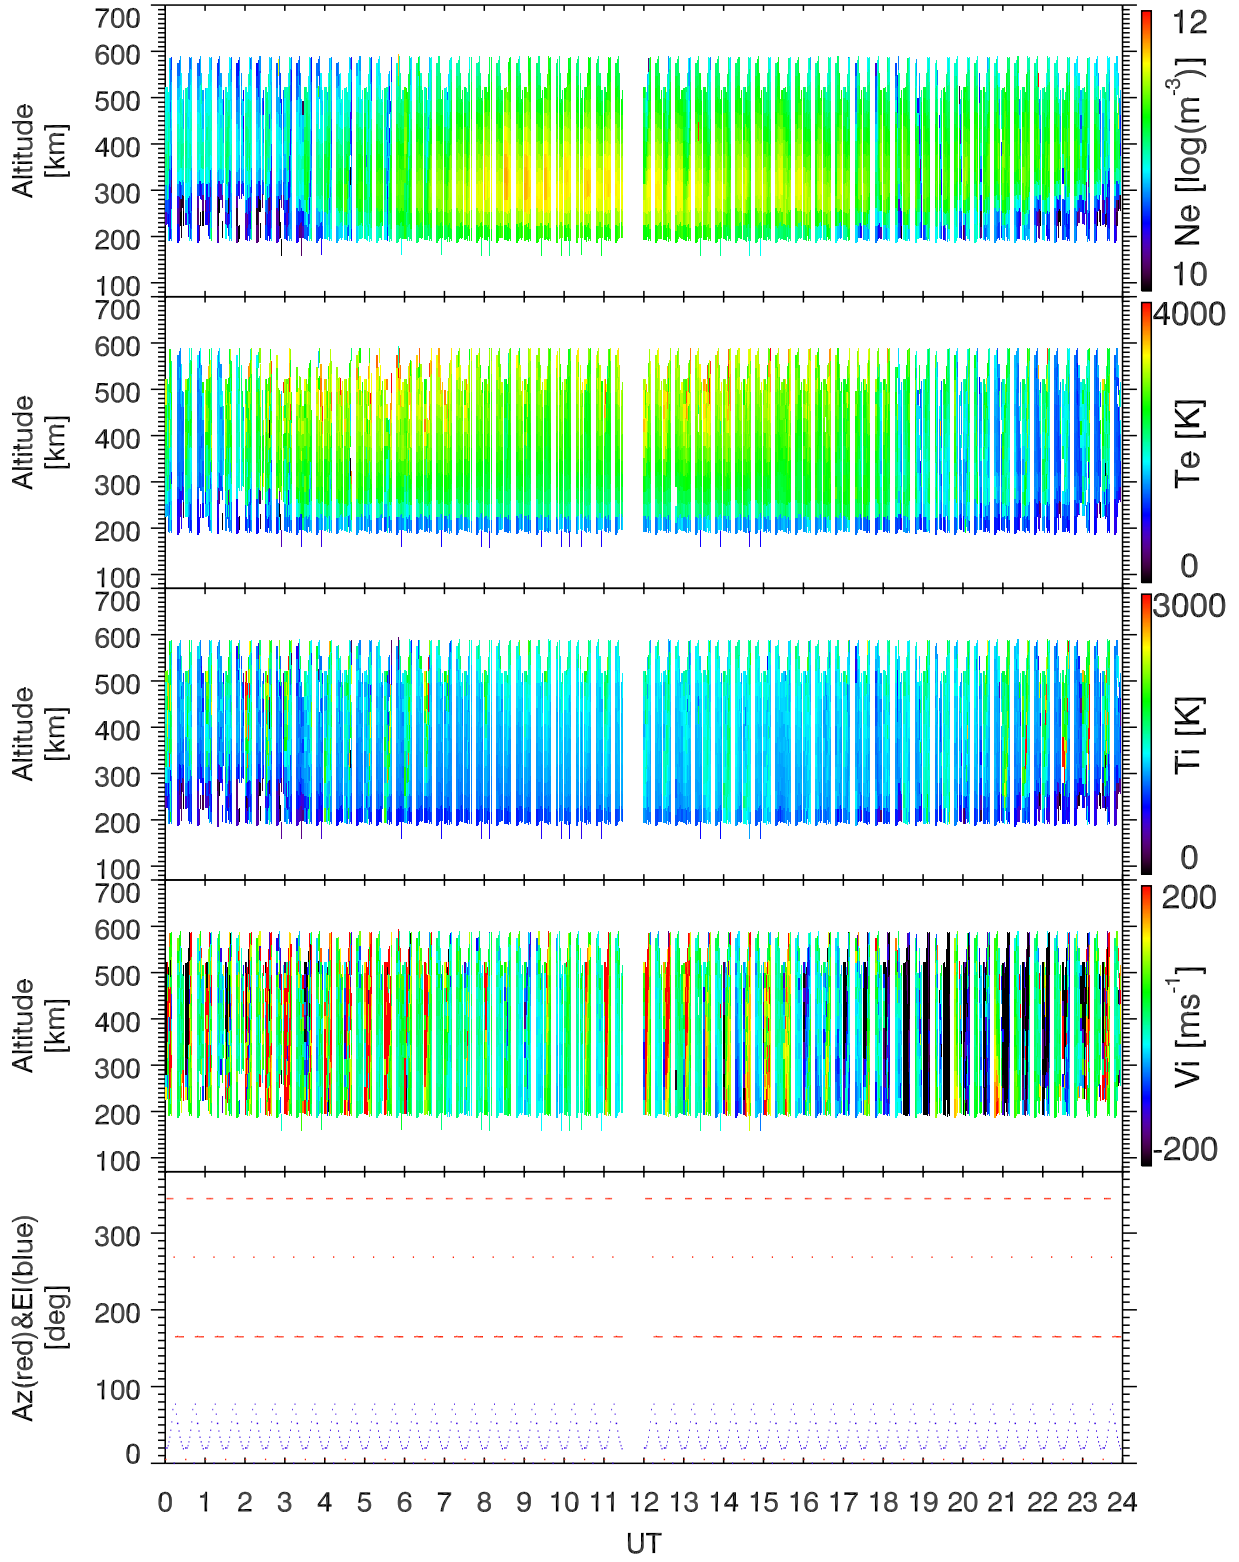 700
600
500
400
300
200
100
Altitude
[km]
12
10
Ne [log(m⁻³)]
700
600
500
400
300
200
100
Altitude
[km]
4000
0
Te [K]
700
600
500
400
300
200
100
Altitude
[km]
3000
0
Ti [K]
700
600
500
400
300
200
100
Altitude
[km]
200
-200
Vi [ms⁻¹]
300
200
100
0
Az(red)&El(blue)
[deg]
0 1 2 3 4 5 6 7 8 9 10 11 12 13 14 15 16 17 18 19 20 21 22 23 24
UT